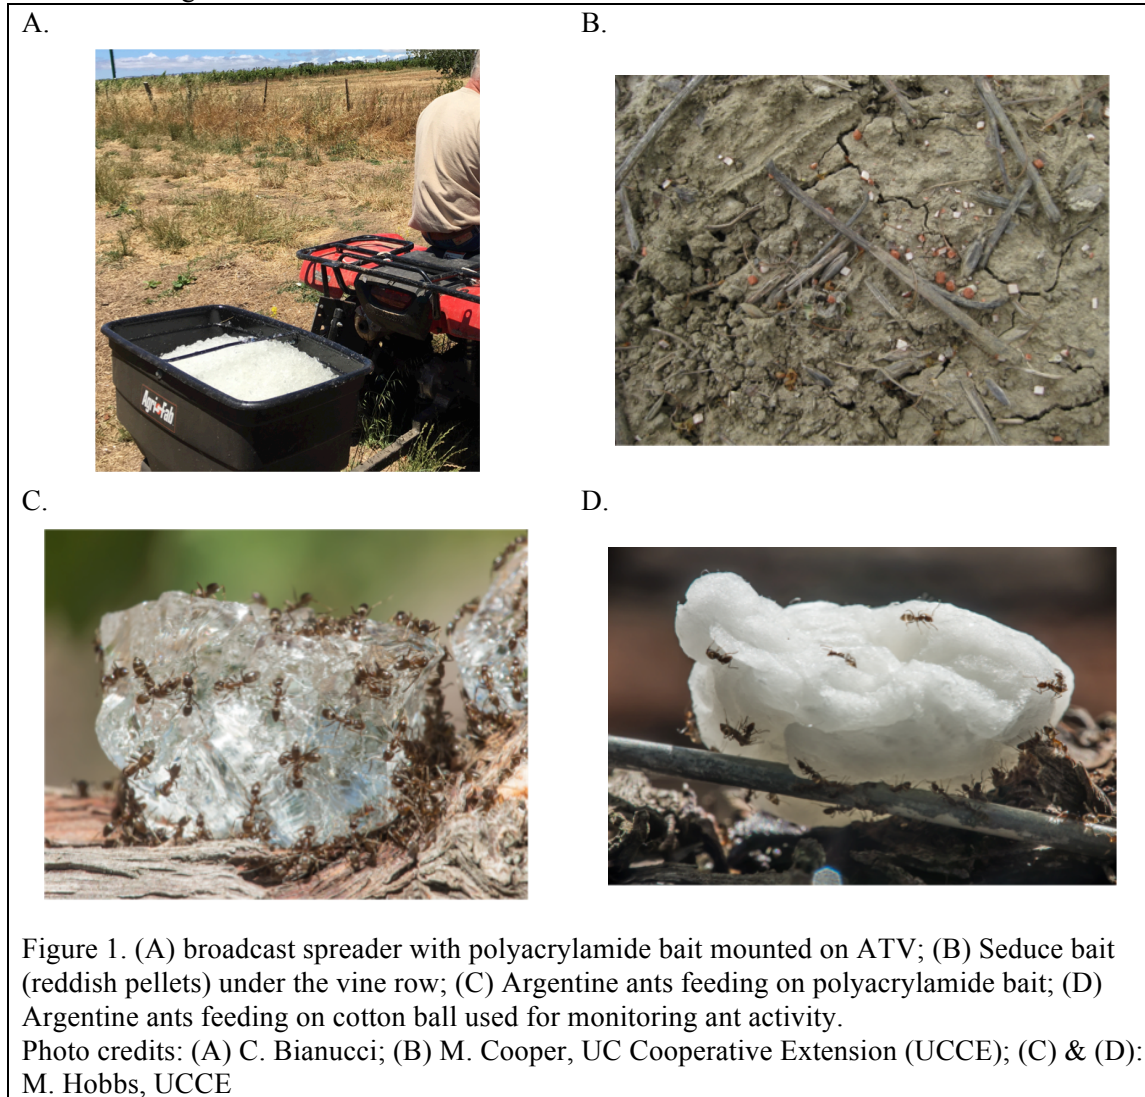 A.
B.
Agri-Fab
C.
D.
Figure 1. (A) broadcast spreader with polyacrylamide bait mounted on ATV; (B) Seduce bait
(reddish pellets) under the vine row; (C) Argentine ants feeding on polyacrylamide bait; (D)
Argentine ants feeding on cotton ball used for monitoring ant activity.
Photo credits: (A) C. Bianucci; (B) M. Cooper, UC Cooperative Extension (UCCE); (C) & (D):
M. Hobbs, UCCE